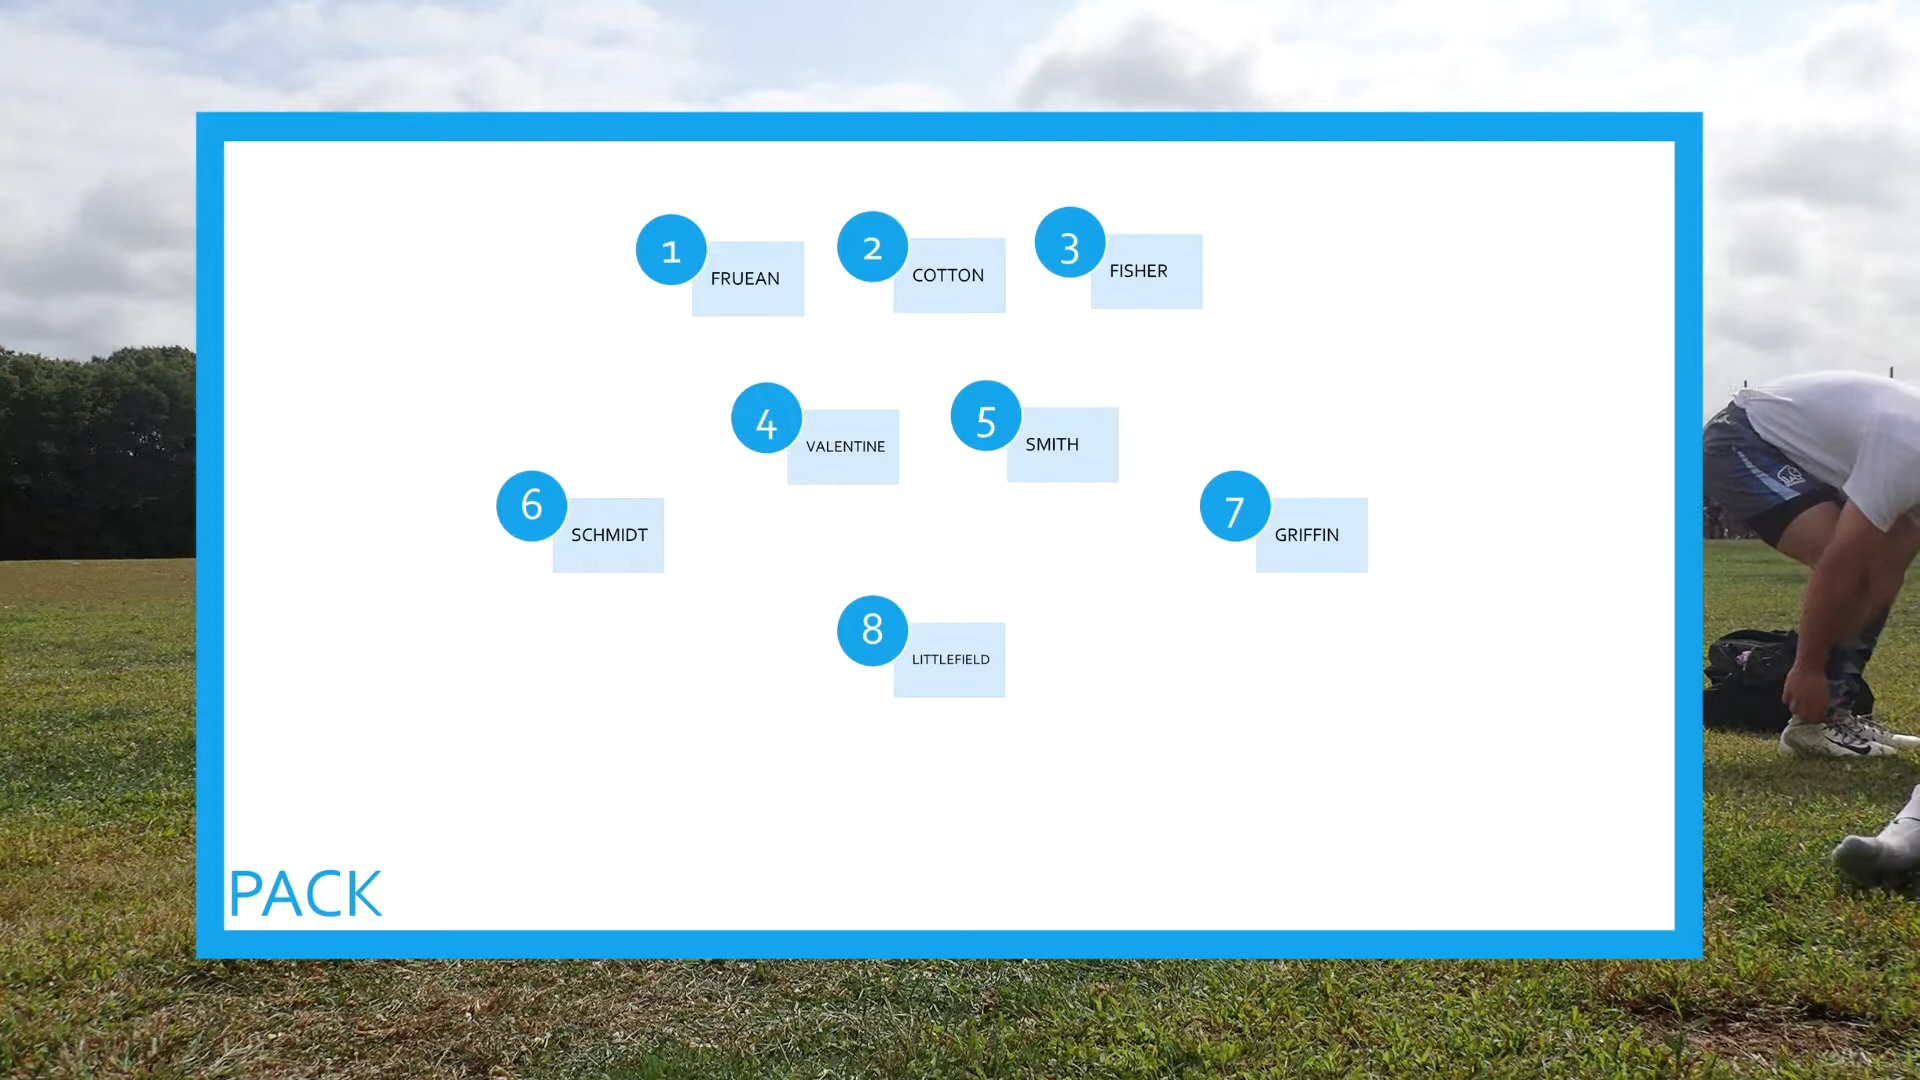 1 FRUEAN
2 COTTON
3 FISHER
4 VALENTINE
5 SMITH
6 SCHMIDT
7 GRIFFIN
8 LITTLEFIELD
PACK